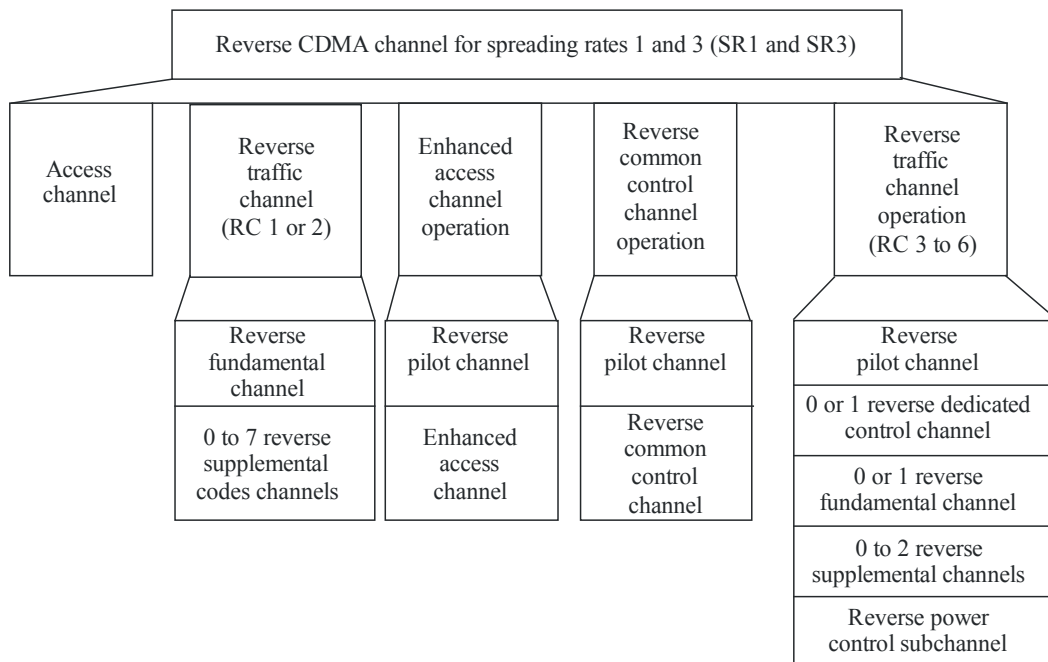 Reverse CDMA channel for spreading rates 1 and 3 (SR1 and SR3)
Access
channel
Reverse
traffic
channel
(RC 1 or 2)
Enhanced
access
channel
operation
Reverse
common
control
channel
operation
Reverse
traffic
channel
operation
(RC 3 to 6)
Reverse
fundamental
channel
0 to 7 reverse
supplemental
codes channels
Reverse
pilot channel
Enhanced
access
channel
Reverse
pilot channel
Reverse
common
control
channel
Reverse
pilot channel
0 or 1 reverse dedicated
control channel
0 or 1 reverse
fundamental channel
0 to 2 reverse
supplemental channels
Reverse power
control subchannel